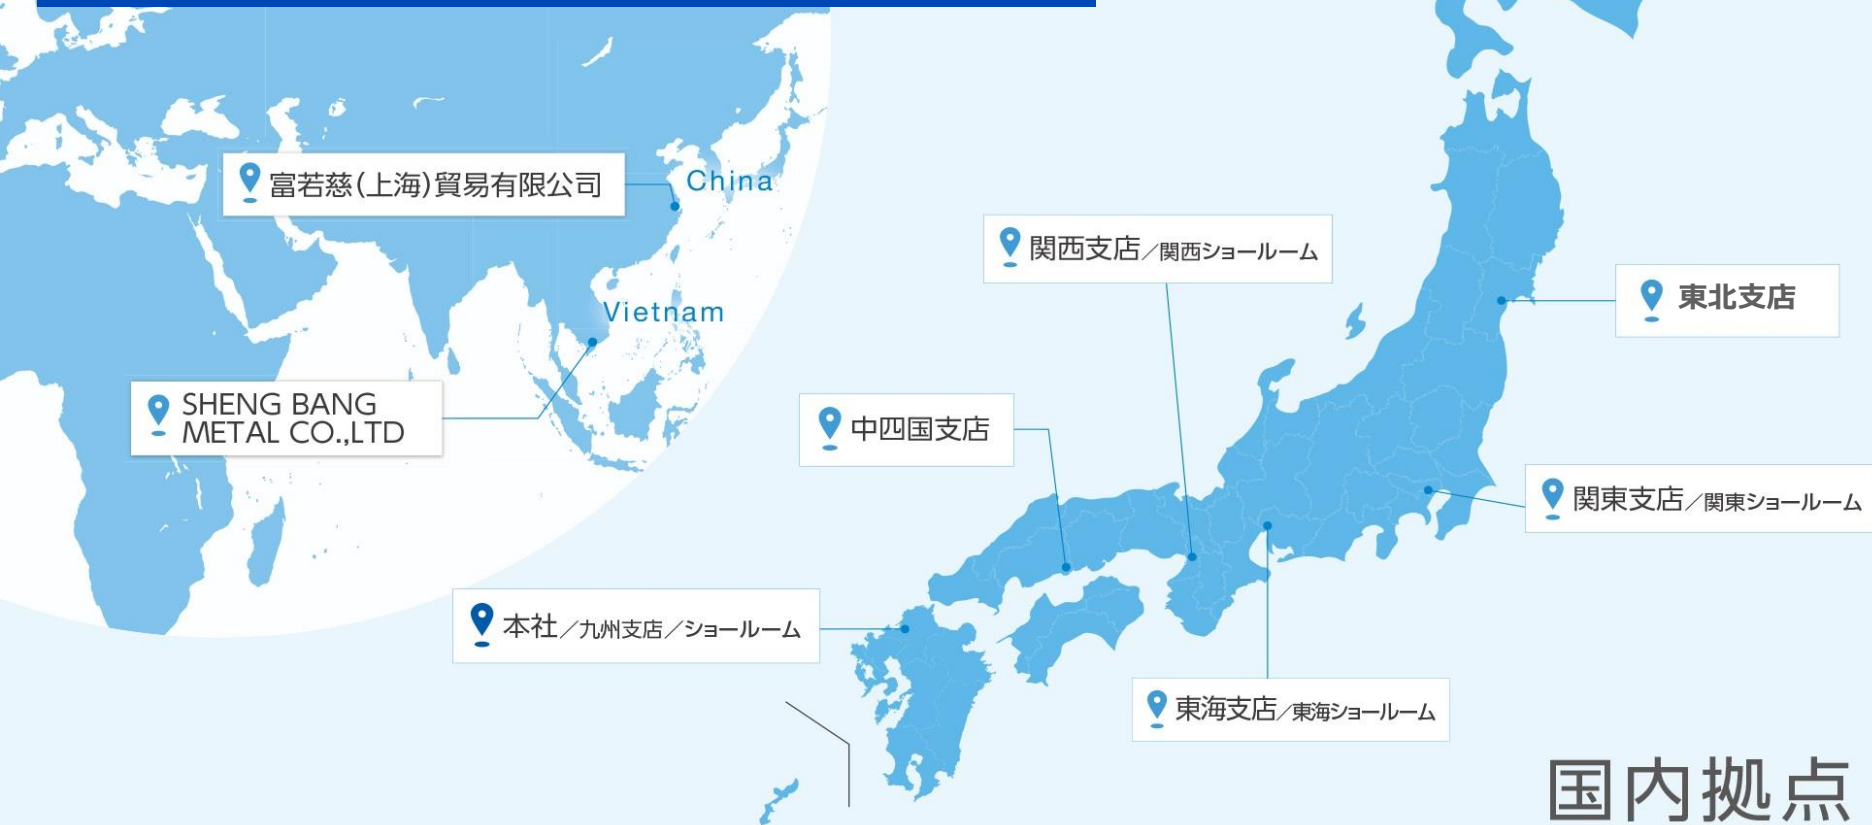 富若慈(上海)貿易有限公司
China
Vietnam
SHENG BANG
METAL CO.,LTD
関西支店／関西ショールーム
東北支店
中四国支店
関東支店／関東ショールーム
本社／九州支店／ショールーム
東海支店／東海ショールーム
国内拠点